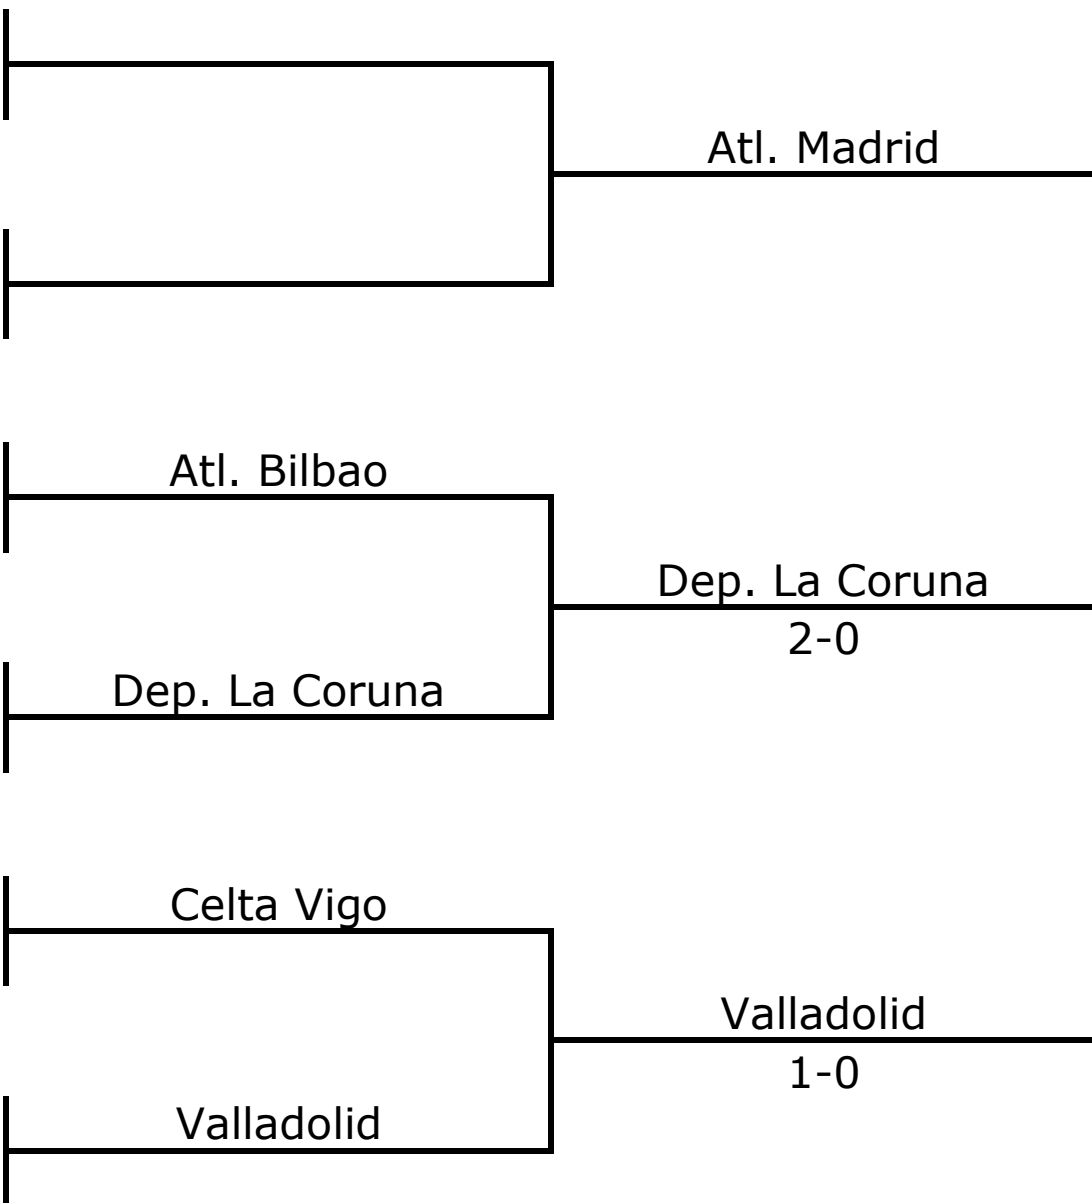 Atl. Madrid
Atl. Bilbao
Dep. La Coruna
2-0
Dep. La Coruna
Celta Vigo
Valladolid
1-0
Valladolid